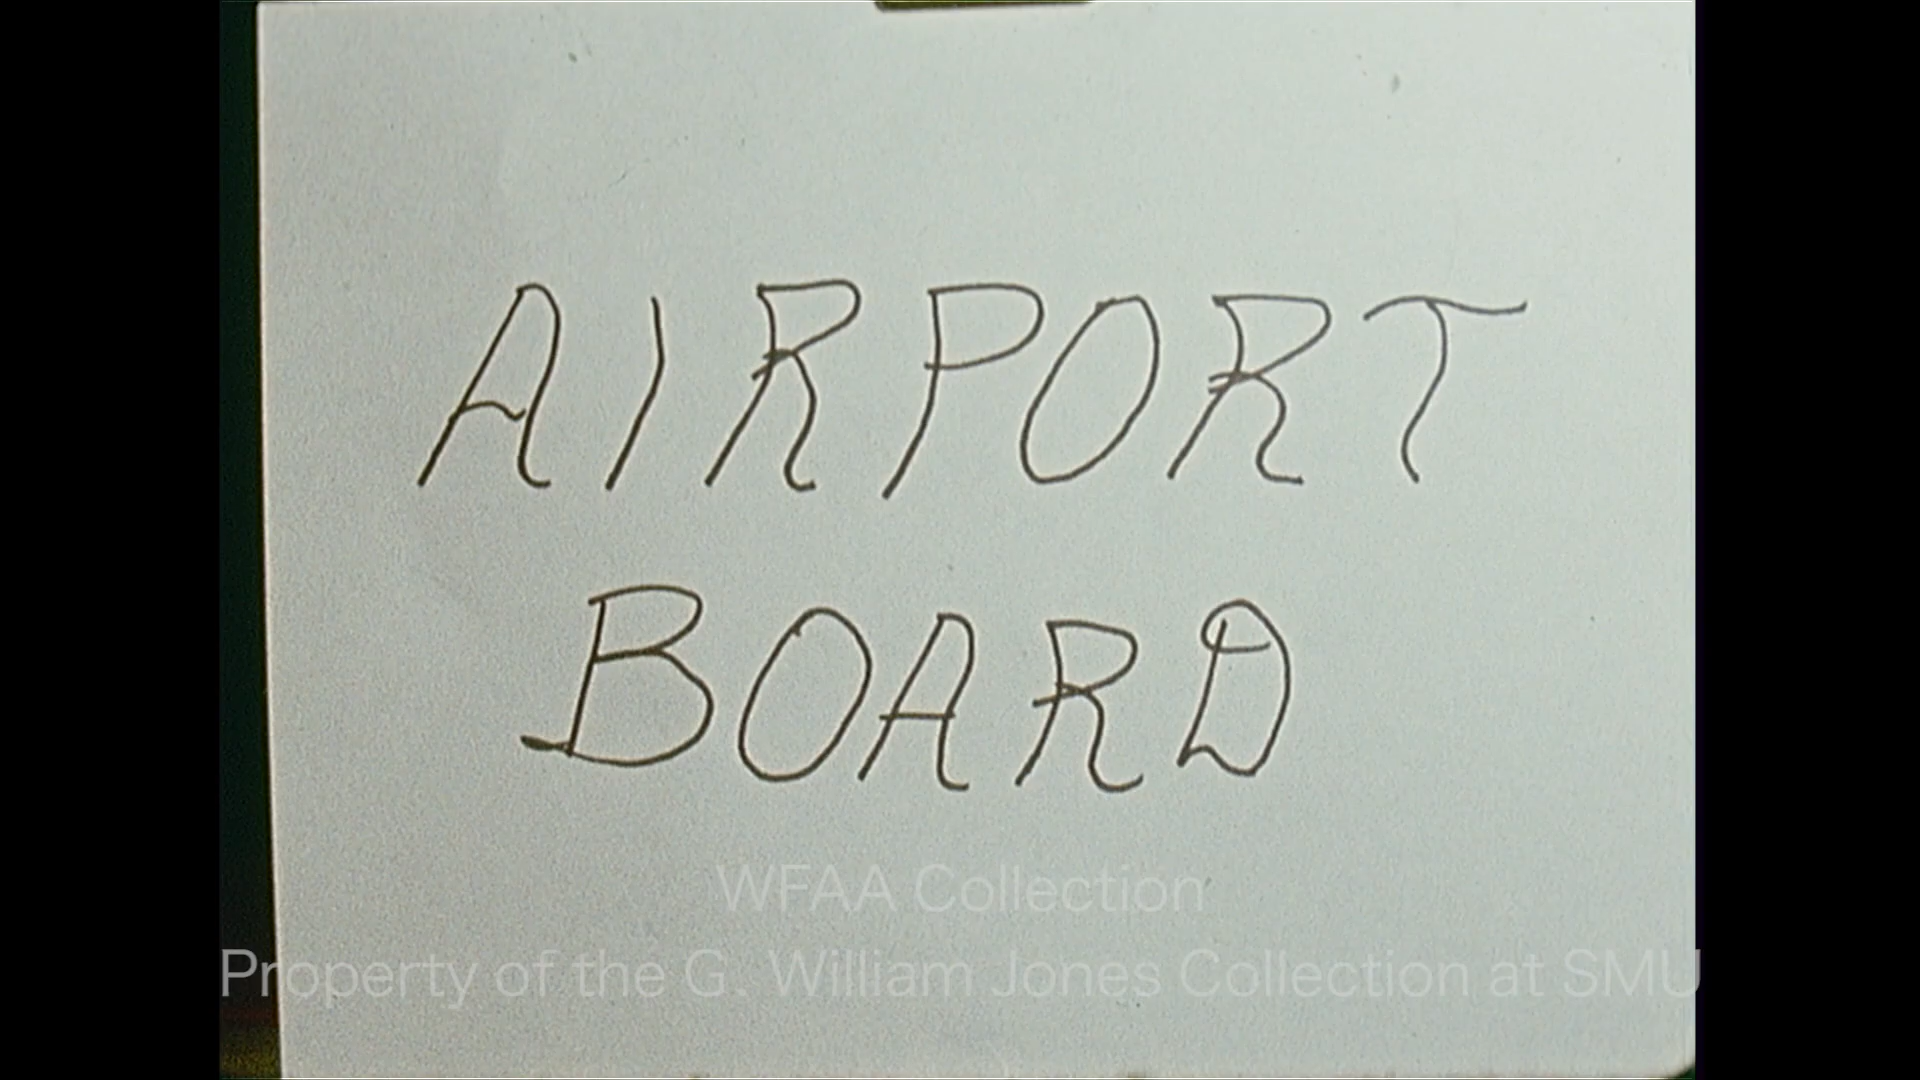 AIRPORT
BOARD
WFAA Collection
Property of the G. William Jones Collection at SMU